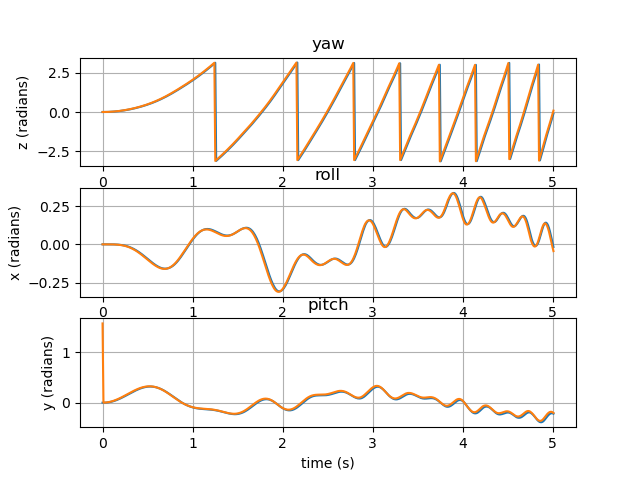 yaw
2.5
0.0
−2.5
z (radians)
0 1 2 3 4 5
roll
0.25
0.00
−0.25
x (radians)
0 1 2 3 4 5
pitch
1
0
y (radians)
0 1 2 3 4 5
time (s)